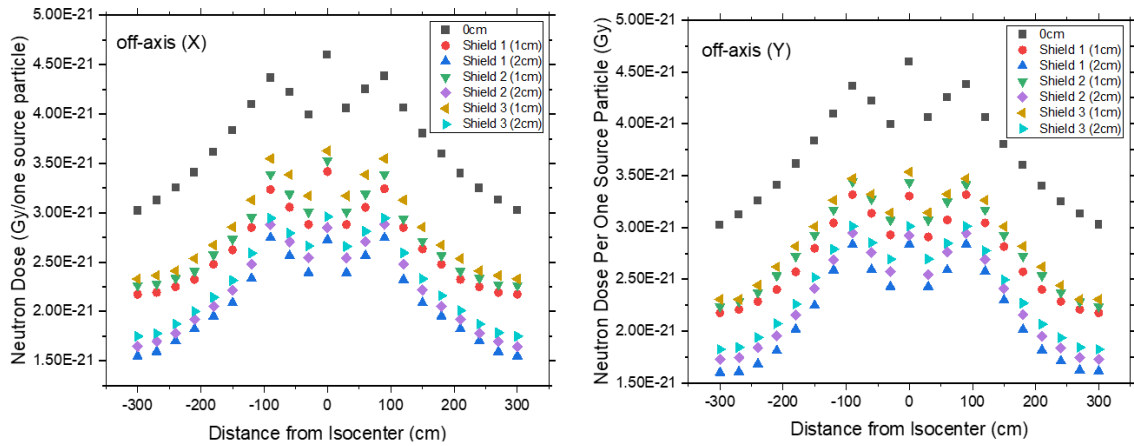 off-axis (X)
0cm
Shield 1 (1cm)
Shield 1 (2cm)
Shield 2 (1cm)
Shield 2 (2cm)
Shield 3 (1cm)
Shield 3 (2cm)
5.00E-21
4.50E-21
4.00E-21
3.50E-21
3.00E-21
2.50E-21
2.00E-21
1.50E-21
Neutron Dose (Gy/one source particle)
-300 -200 -100 0 100 200 300
Distance from Isocenter (cm)
off-axis (Y)
0cm
Shield 1 (1cm)
Shield 1 (2cm)
Shield 2 (1cm)
Shield 2 (2cm)
Shield 3 (1cm)
Shield 3 (2cm)
5.00E-21
4.50E-21
4.00E-21
3.50E-21
3.00E-21
2.50E-21
2.00E-21
1.50E-21
Neutron Dose Per One Source Particle (Gy)
-300 -200 -100 0 100 200 300
Distance from Isocenter (cm)